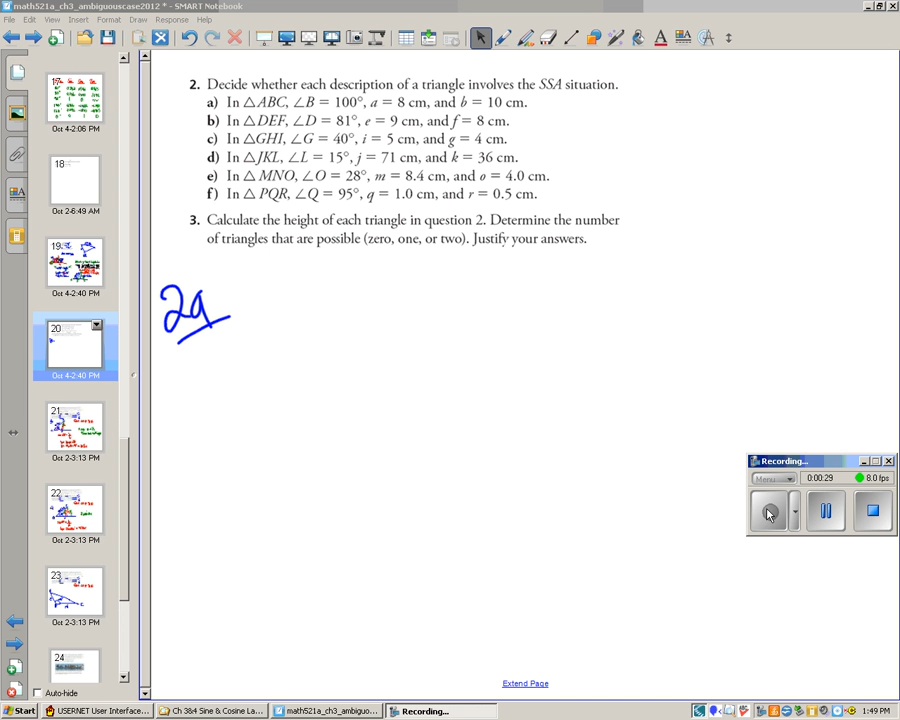 math521a_ch3_ambiguouscase2012 * - SMART Notebook
File Edit View Insert Format Draw Response Help
17
Oct 4-2:06 PM
18
Oct 2-6:49 AM
19
Oct 4-2:40 PM
20
Oct 4-2:40 PM
21
Oct 2-3:13 PM
22
Oct 2-3:13 PM
23
Oct 2-3:13 PM
24
Auto-hide
2. Decide whether each description of a triangle involves the SSA situation.
a) In △ABC, ∠B = 100°, a = 8 cm, and b = 10 cm.
b) In △DEF, ∠D = 81°, e = 9 cm, and f = 8 cm.
c) In △GHI, ∠G = 40°, i = 5 cm, and g = 4 cm.
d) In △JKL, ∠L = 15°, j = 71 cm, and k = 36 cm.
e) In △MNO, ∠O = 28°, m = 8.4 cm, and o = 4.0 cm.
f) In △PQR, ∠Q = 95°, q = 1.0 cm, and r = 0.5 cm.
3. Calculate the height of each triangle in question 2. Determine the number
of triangles that are possible (zero, one, or two). Justify your answers.
2a
Recording...
Menu 0:00:29 8.0 fps
Extend Page
Start USERNET User Interface... Ch 3&4 Sine & Cosine La... math521a_ch3_ambiguou... Recording... 1:49 PM